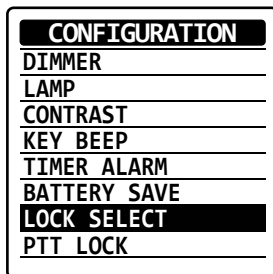 CONFIGURATION
DIMMER
LAMP
CONTRAST
KEY BEEP
TIMER ALARM
BATTERY SAVE
LOCK SELECT
PTT LOCK